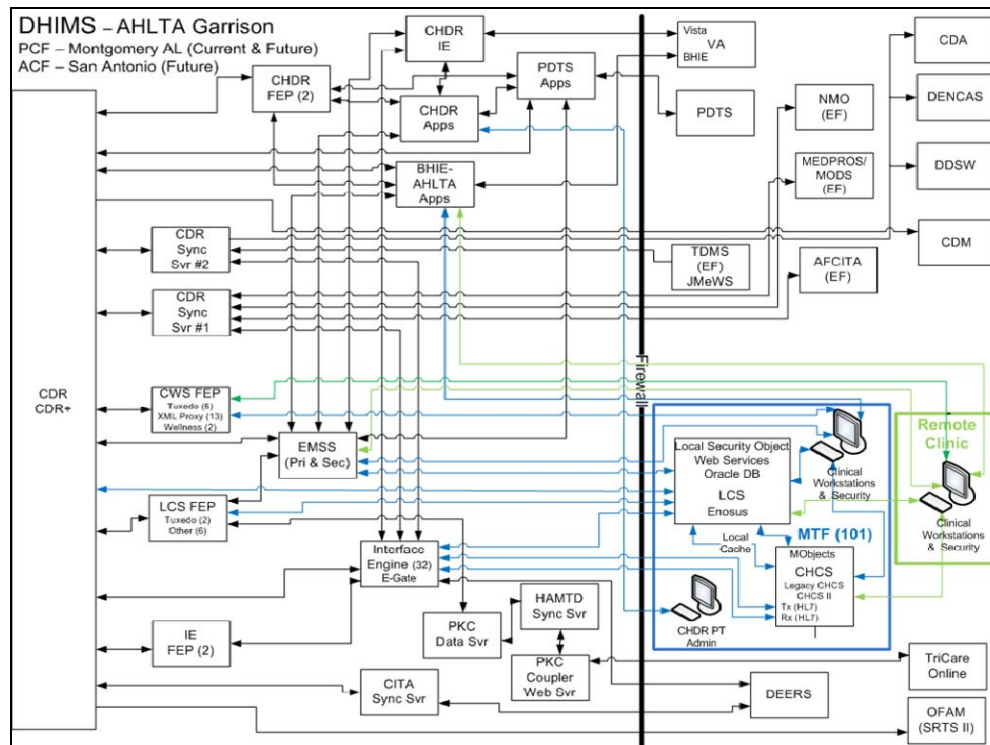 DHIMS – AHLTA Garrison
PCF – Montgomery AL (Current & Future)
ACF – San Antonio (Future)
CHDR
IE
Vista
VA
BHIE
CDA
CHDR
FEP (2)
PDTS
Apps
CHDR
Apps
PDTS
NMO
(EF)
DENCAS
BHIE-
AHLTA
Apps
MEDPROS/
MODS
(EF)
DDSW
CDR
Sync
Svr #2
TDMS
(EF)
JMeWS
AFCITA
(EF)
CDM
CDR
Sync
Svr #1
Firewall
CDR
CDR+
CWS FEP
Tuxedo (6)
XML Proxy (13)
Wellness (2)
EMSS
(Pri & Sec)
Local Security Object
Web Services
Oracle DB
LCS
Enosus
Clinical
Workstations
& Security
Remote
Clinic
Clinical
Workstations
& Security
LCS FEP
Tuxedo (2)
Other (6)
MTF (101)
Local
Cache
Interface
Engine (32)
E-Gate
MObjects
CHCS
Legacy CHCS
CHCS II
Tx (HL7)
Rx (HL7)
CHDR PT
Admin
IE
FEP (2)
PKC
Data Svr
HAMTD
Sync Svr
PKC
Coupler
Web Svr
CITA
Sync Svr
DEERS
TriCare
Online
OFAM
(SRTS II)